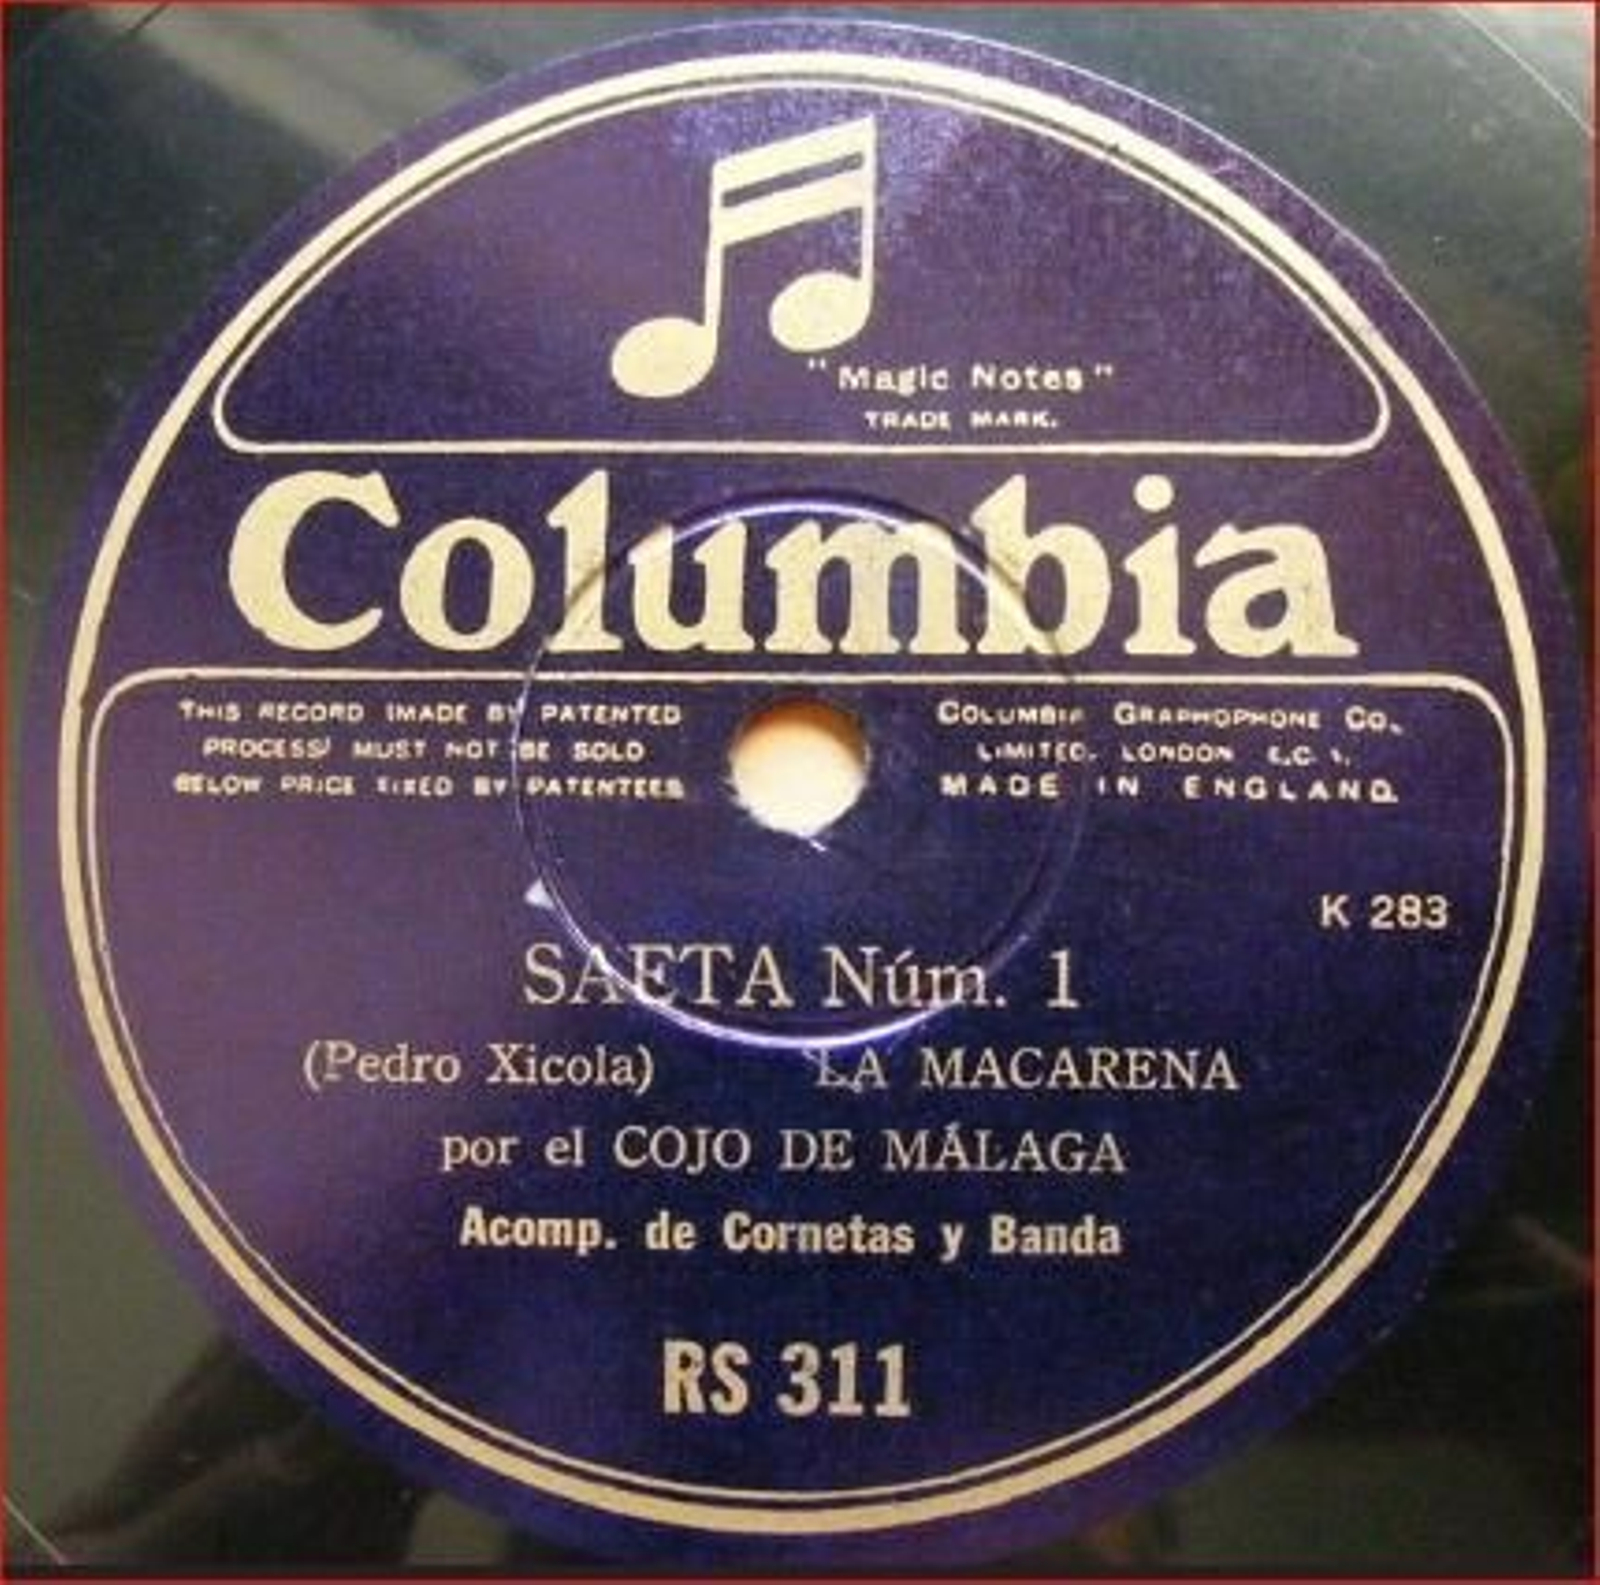 "Magic Notes"
TRADE MARK.
Columbia
THIS RECORD (MADE BY PATENTED
PROCESS) MUST NOT BE SOLD
BELOW PRICE FIXED BY PATENTEES
COLUMBIA GRAPHOPHONE CO.
LIMITED. LONDON E.C. 1.
MADE IN ENGLAND.
K 283
SAETA Núm. 1
(Pedro Xicola) LA MACARENA
por el COJO DE MÁLAGA
Acomp. de Cornetas y Banda
RS 311